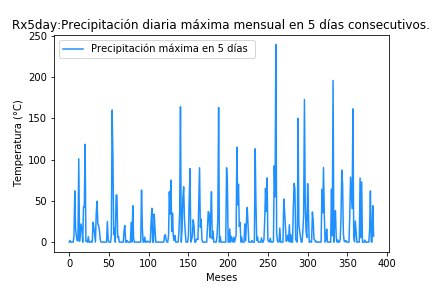 Rx5day:Precipitación diaria máxima mensual en 5 días consecutivos.
Precipitación máxima en 5 días
Temperatura (°C)
250
200
150
100
50
0
0 50 100 150 200 250 300 350 400
Meses